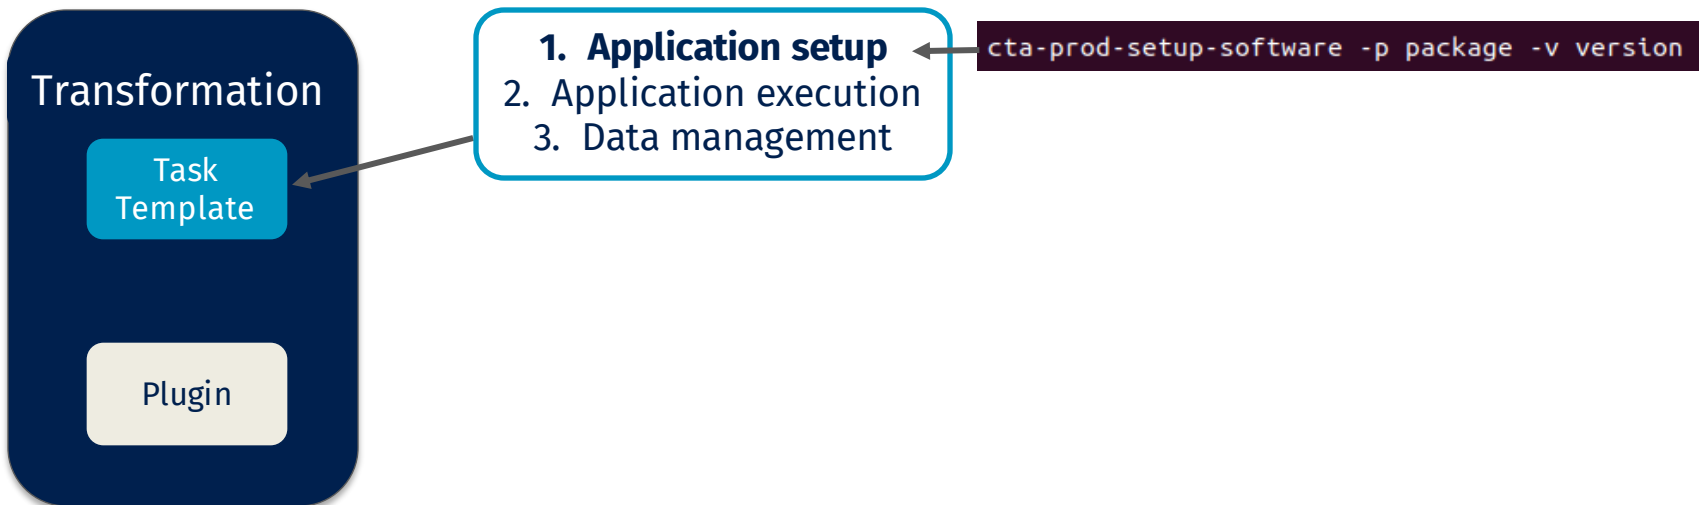 Transformation
Task
Template
Plugin
1. Application setup
2. Application execution
3. Data management
cta-prod-setup-software -p package -v version